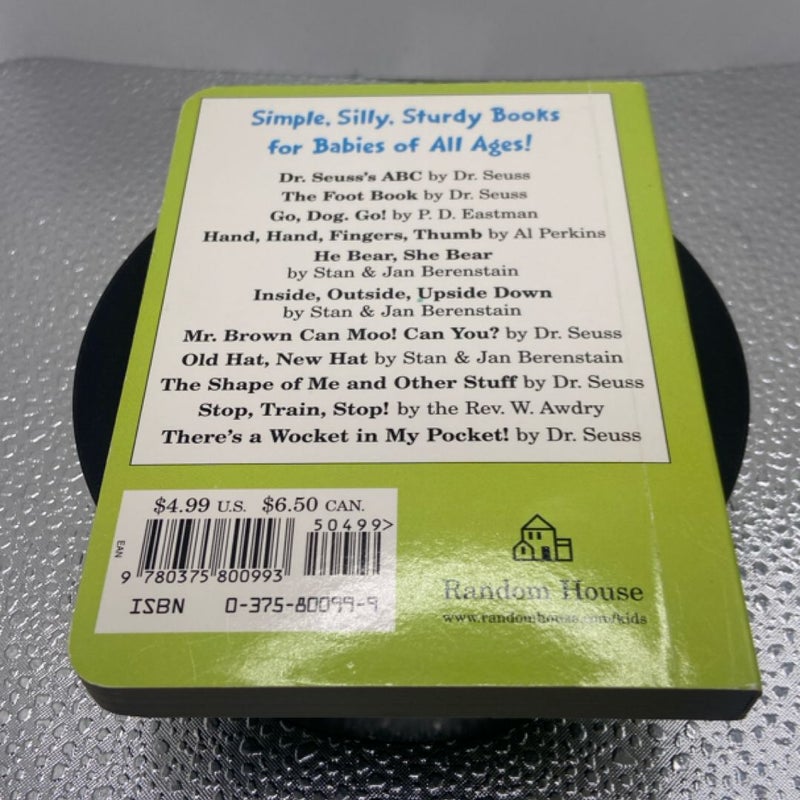 Simple, Silly, Sturdy Books
for Babies of All Ages!
Dr. Seuss's ABC by Dr. Seuss
The Foot Book by Dr. Seuss
Go, Dog. Go! by P. D. Eastman
Hand, Hand, Fingers, Thumb by Al Perkins
He Bear, She Bear
by Stan & Jan Berenstain
Inside, Outside, Upside Down
by Stan & Jan Berenstain
Mr. Brown Can Moo! Can You? by Dr. Seuss
Old Hat, New Hat by Stan & Jan Berenstain
The Shape of Me and Other Stuff by Dr. Seuss
Stop, Train, Stop! by the Rev. W. Awdry
There's a Wocket in My Pocket! by Dr. Seuss
$4.99 U.S. $6.50 CAN.
50499>
EAN
9 780375 800993
ISBN 0-375-80099-9
Random House
www.randomhouse.com/kids